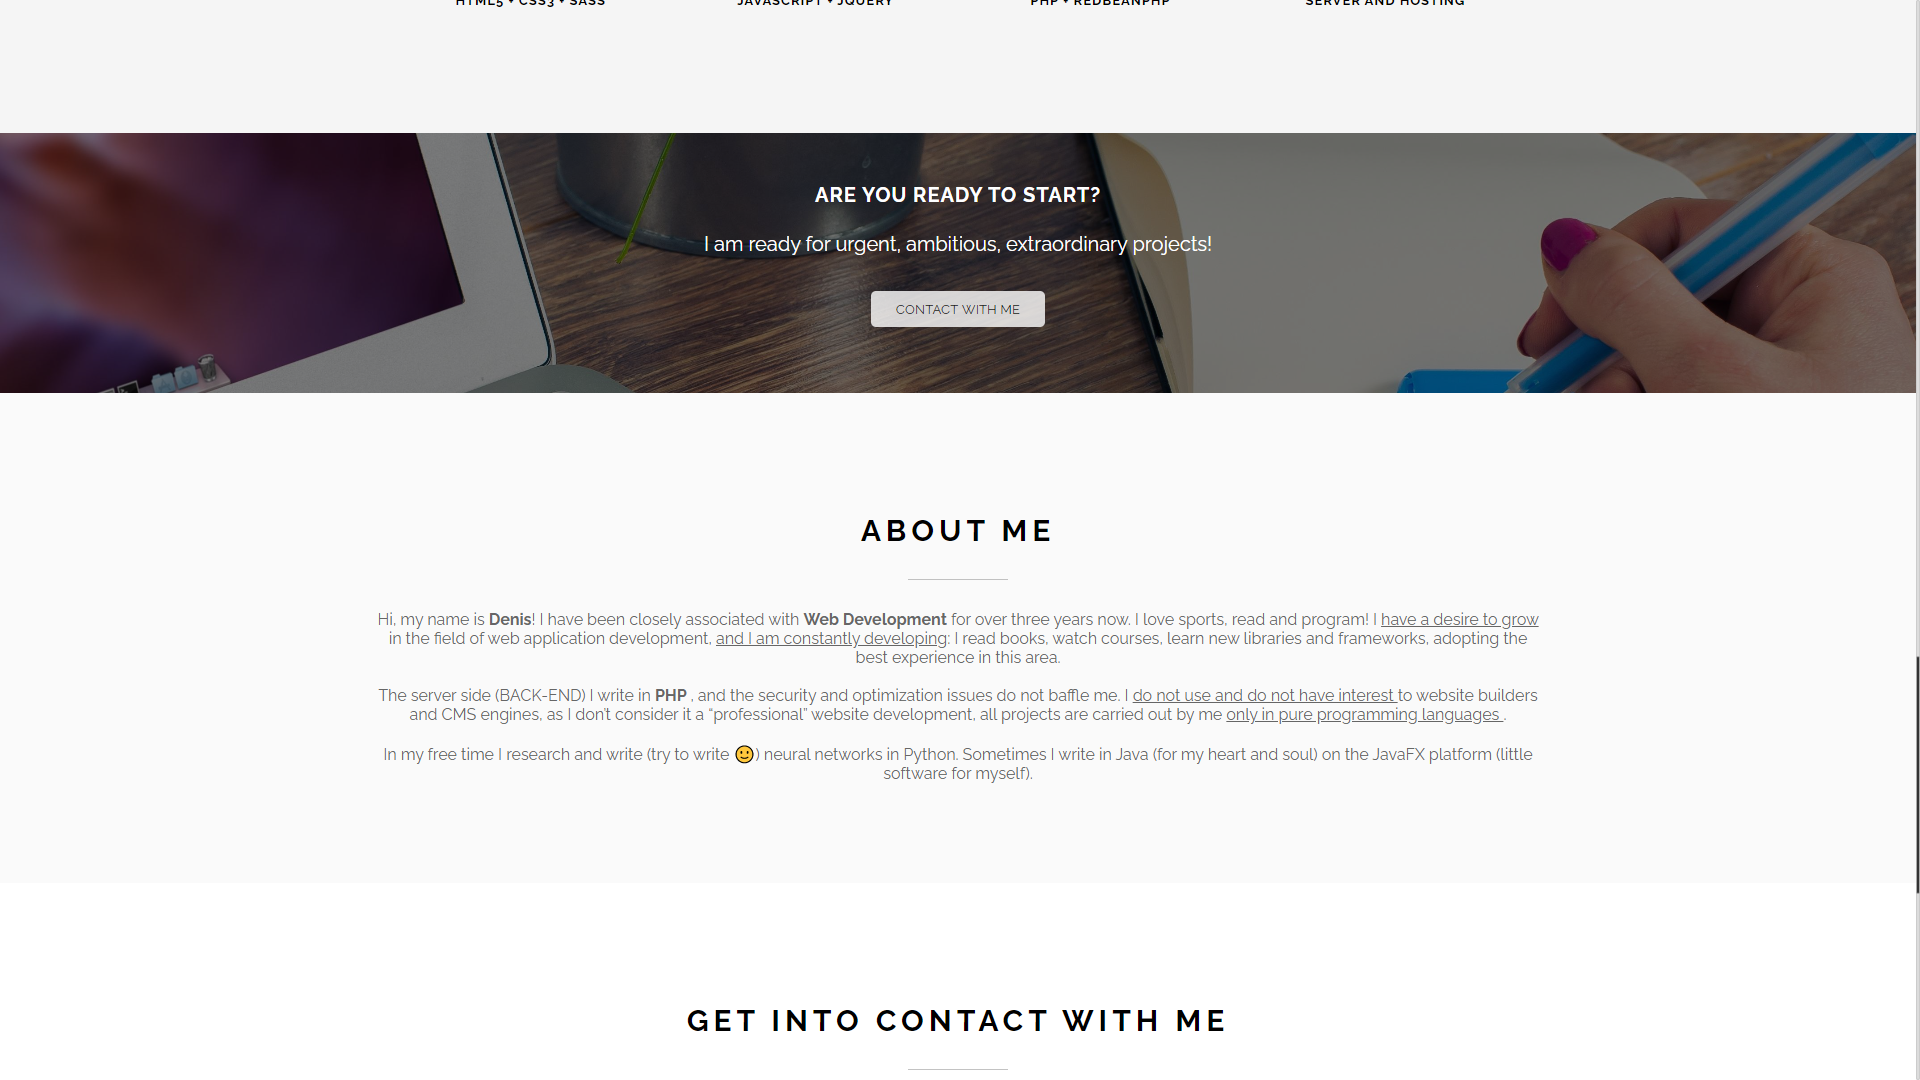 HTML5 + CSS3 + SASS JAVASCRIPT + JQUERY PHP + REDBEANPHP SERVER AND HOSTING
ARE YOU READY TO START?
I am ready for urgent, ambitious, extraordinary projects!
CONTACT WITH ME
ABOUT ME
Hi, my name is Denis! I have been closely associated with Web Development for over three years now. I love sports, read and program! I have a desire to grow
in the field of web application development, and I am constantly developing: I read books, watch courses, learn new libraries and frameworks, adopting the
best experience in this area.
The server side (BACK-END) I write in PHP , and the security and optimization issues do not baffle me. I do not use and do not have interest to website builders
and CMS engines, as I don't consider it a “professional” website development, all projects are carried out by me only in pure programming languages .
In my free time I research and write (try to write 🙂) neural networks in Python. Sometimes I write in Java (for my heart and soul) on the JavaFX platform (little
software for myself).
GET INTO CONTACT WITH ME